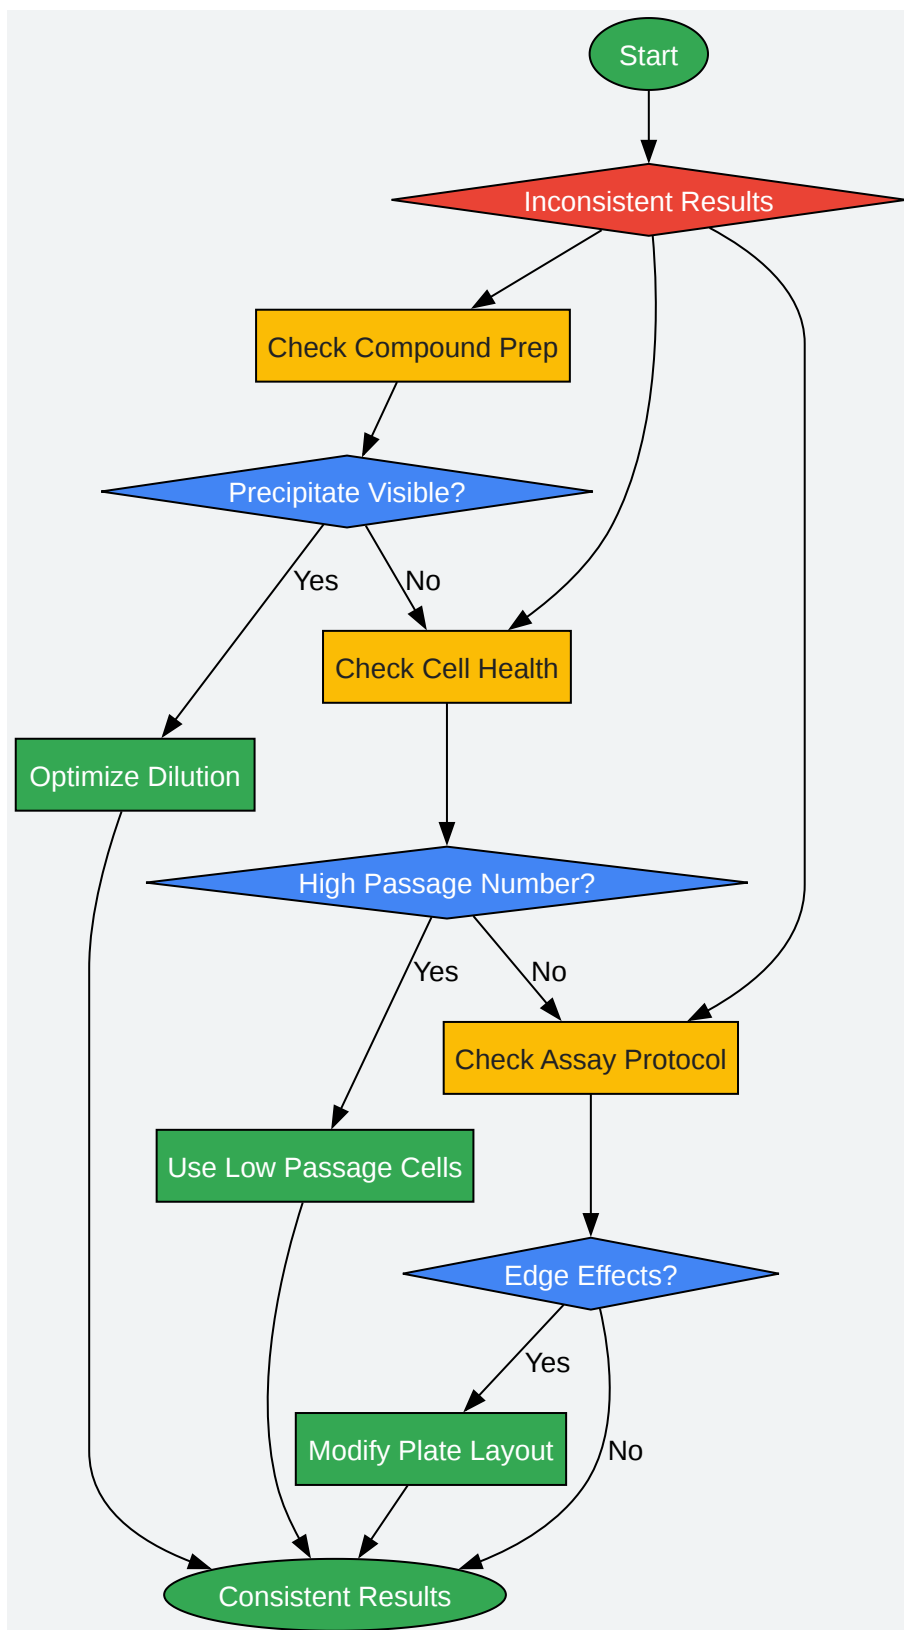 Start
Inconsistent Results
Check Compound Prep
Precipitate Visible?
Yes
No
Check Cell Health
Optimize Dilution
High Passage Number?
Yes
No
Check Assay Protocol
Use Low Passage Cells
Edge Effects?
Yes
Modify Plate Layout
No
Consistent Results